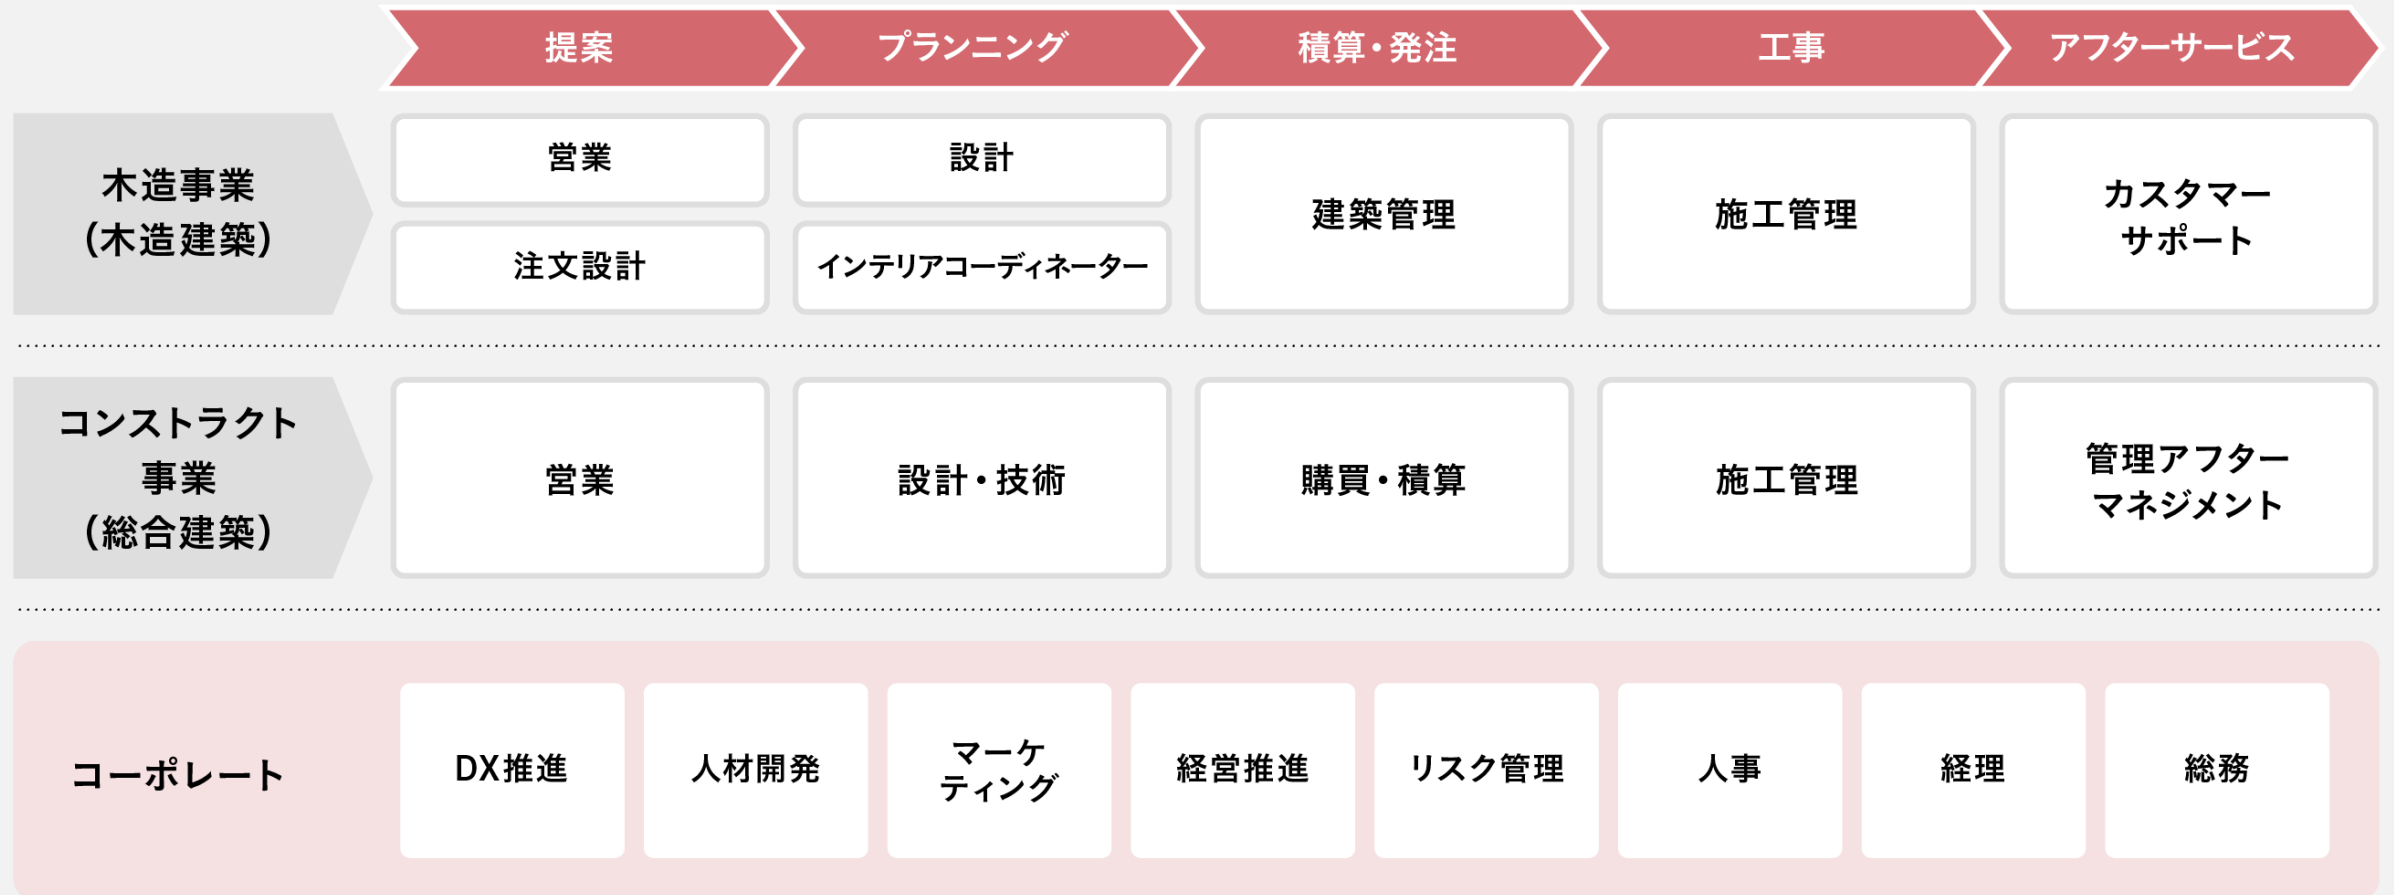 提案
プランニング
積算・発注
工事
アフターサービス
木造事業
（木造建築）
営業
注文設計
設計
インテリアコーディネーター
建築管理
施工管理
カスタマー
サポート
コンストラクト
事業
（総合建築）
営業
設計・技術
購買・積算
施工管理
管理アフター
マネジメント
コーポレート
DX推進
人材開発
マーケ
ティング
経営推進
リスク管理
人事
経理
総務